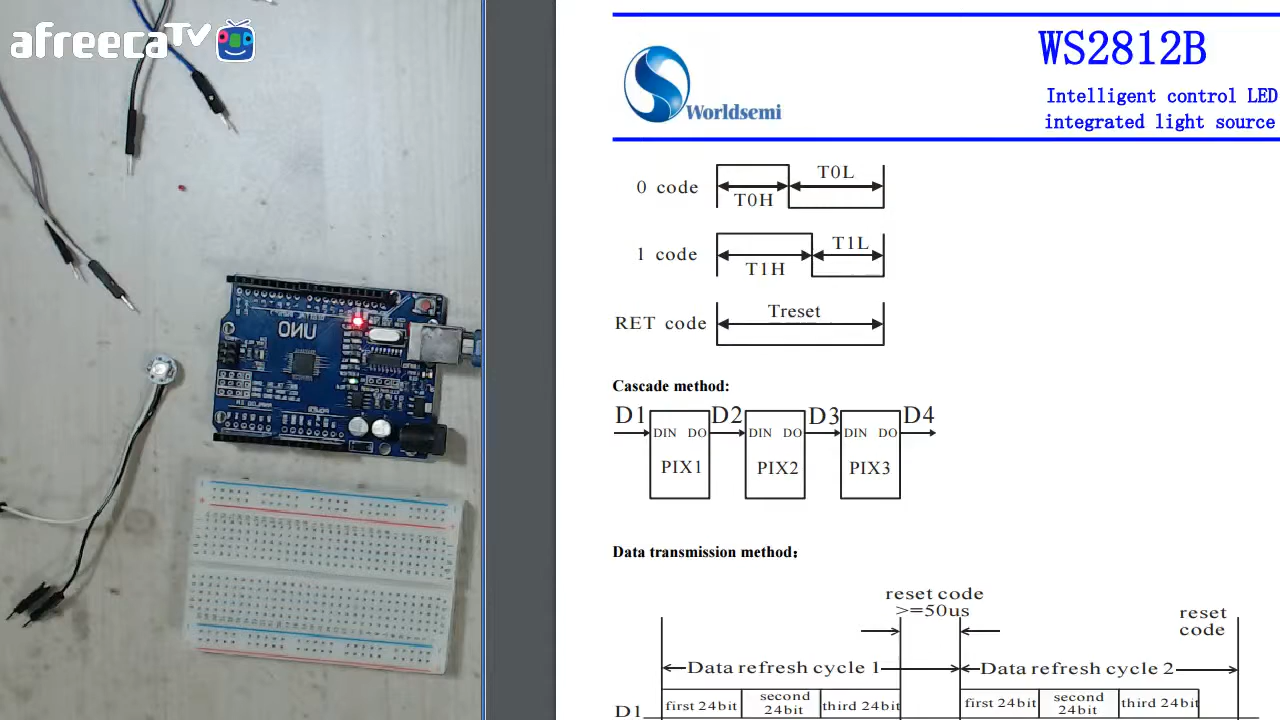 afreecaTV
UNO
WS2812B
Worldsemi
Intelligent control LED
integrated light source
0 code
T0H
T0L
1 code
T1H
T1L
RET code
Treset
Cascade method:
D1 D2 D3 D4
DIN DO DIN DO DIN DO
PIX1 PIX2 PIX3
Data transmission method：
reset code
>=50us
reset
code
Data refresh cycle 1
Data refresh cycle 2
D1
first 24bit
second
24bit
third 24bit
first 24bit
second
24bit
third 24bit